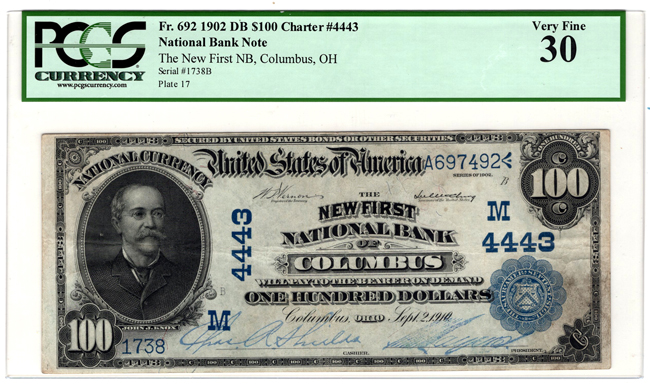 PCGS
CURRENCY
www.pcgscurrency.com
Fr. 692 1902 DB $100 Charter #4443
National Bank Note
The New First NB, Columbus, OH
Serial #1738B
Plate 17
Very Fine
30
SECURED BY UNITED STATES BONDS OR OTHER SECURITIES
NATIONAL CURRENCY
United States of America
A697492
SERIES OF 1902.
B
100
THE
NEW FIRST
M
NATIONAL BANK
4443
4443
OF
COLUMBUS
WILL PAY TO THE BEARER ON DEMAND
B
ONE HUNDRED DOLLARS
M
Columbus, OHIO Sept. 2, 1910
JOHN J. KNOX
100
1738
CASHIER.
PRESIDENT.